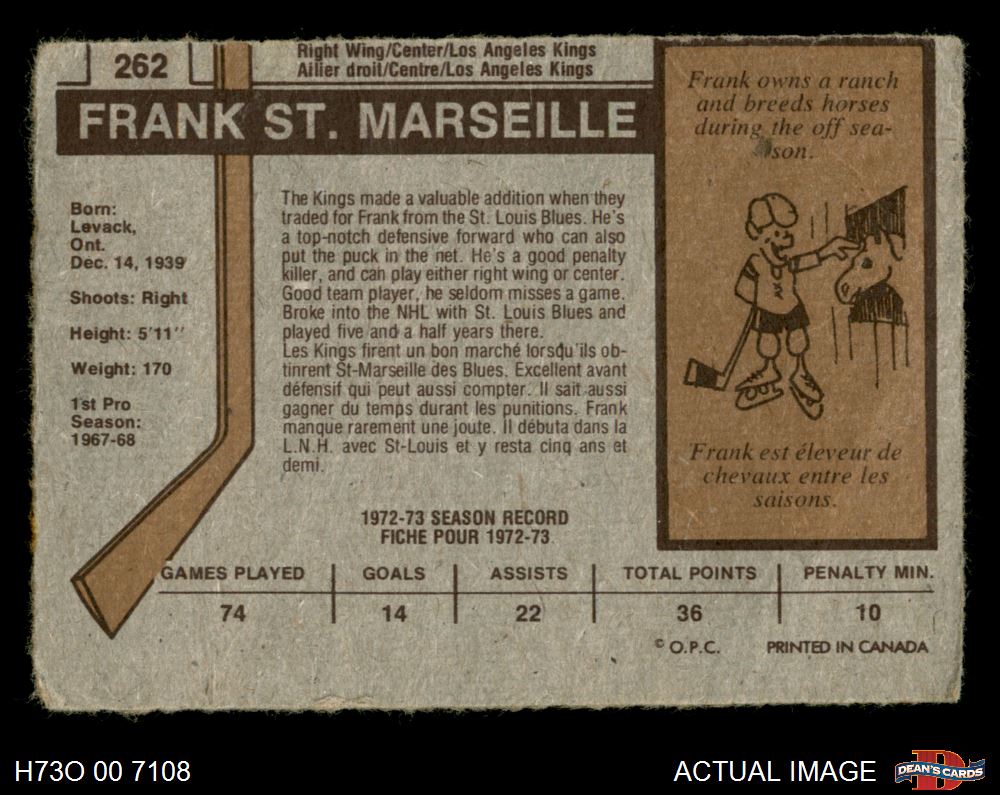 262
Right Wing/Center/Los Angeles Kings
Ailier droit/Centre/Los Angeles Kings
FRANK ST. MARSEILLE
Born:
Levack,
Ont.
Dec. 14, 1939
Shoots: Right
Height: 5'11''
Weight: 170
1st Pro
Season:
1967-68
The Kings made a valuable addition when they
traded for Frank from the St. Louis Blues. He's
a top-notch defensive forward who can also
put the puck in the net. He's a good penalty
killer, and can play either right wing or center.
Good team player, he seldom misses a game.
Broke into the NHL with St. Louis Blues and
played five and a half years there.
Les Kings firent un bon marché lorsqu'ils ob-
tinrent St-Marseille des Blues. Excellent avant
défensif qui peut aussi compter. Il sait aussi
gagner du temps durant les punitions. Frank
manque rarement une joute. Il débuta dans la
L.N.H. avec St-Louis et y resta cinq ans et
demi.
Frank owns a ranch
and breeds horses
during the off sea-
son.
Frank est éleveur de
chevaux entre les
saisons.
1972-73 SEASON RECORD
FICHE POUR 1972-73
GAMES PLAYED GOALS ASSISTS TOTAL POINTS PENALTY MIN.
74 14 22 36 10
© O.P.C. PRINTED IN CANADA
H73O 00 7108
ACTUAL IMAGE
D
DEAN'S CARDS